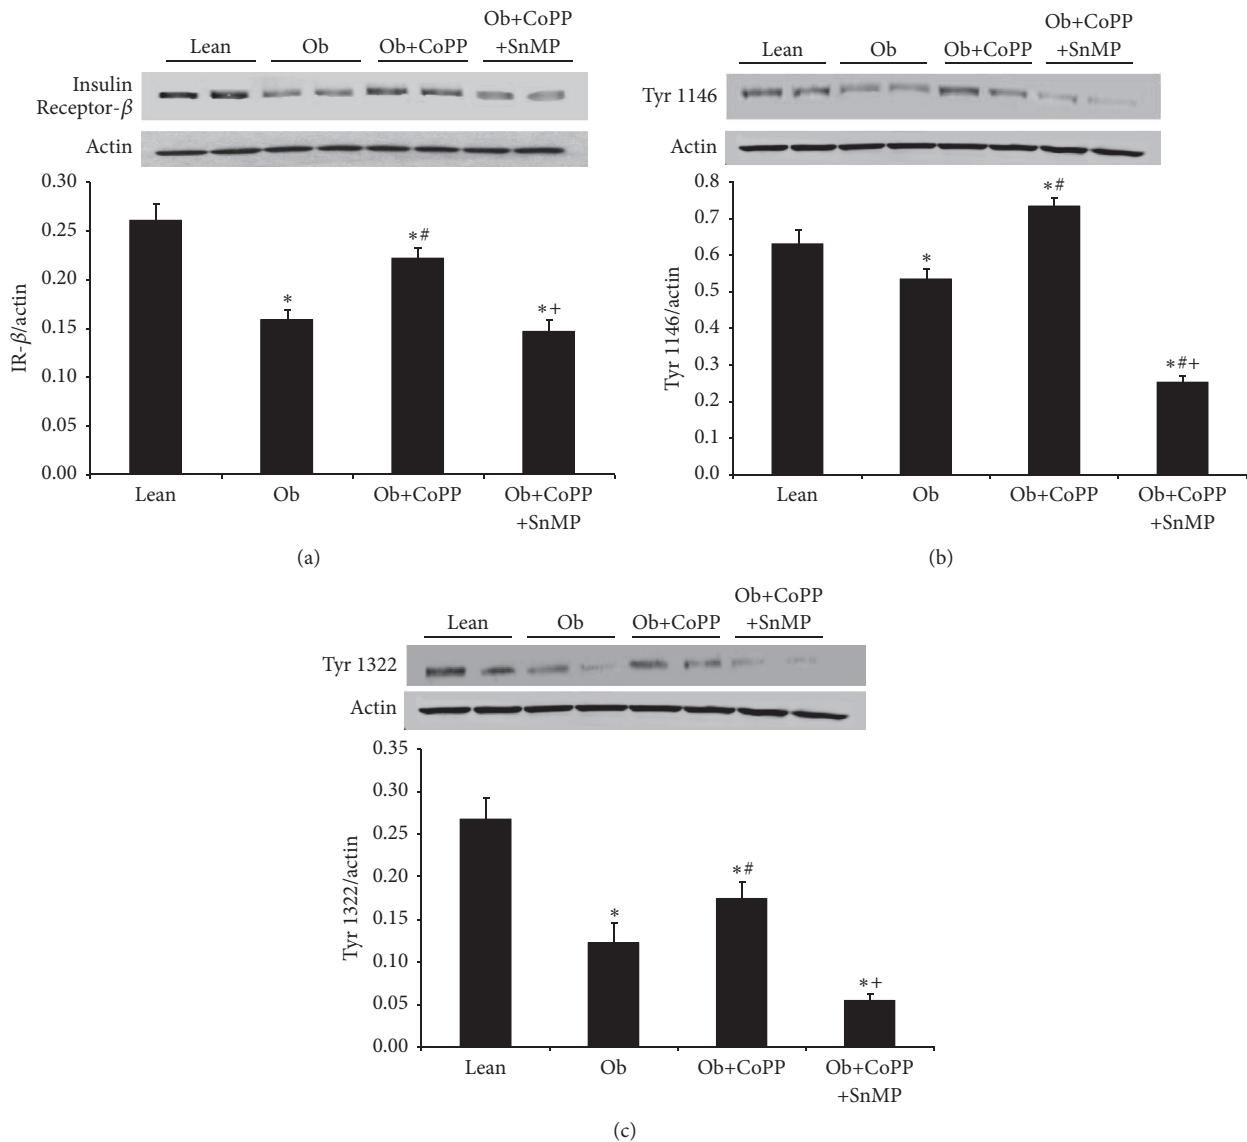 Lean Ob Ob+CoPP Ob+CoPP
+SnMP
Insulin
Receptor-β
Actin
0.30
0.25
0.20
0.15
0.10
0.05
0.00
IR-β/actin
*
*#
*+
Lean Ob Ob+CoPP Ob+CoPP
+SnMP
(a)
Lean Ob Ob+CoPP Ob+CoPP
+SnMP
Tyr 1146
Actin
0.8
0.7
0.6
0.5
0.4
0.3
0.2
0.1
0.0
Tyr 1146/actin
*
*#
*#+
Lean Ob Ob+CoPP Ob+CoPP
+SnMP
(b)
Lean Ob Ob+CoPP Ob+CoPP
+SnMP
Tyr 1322
Actin
0.35
0.30
0.25
0.20
0.15
0.10
0.05
0.00
Tyr 1322/actin
*
*#
*+
Lean Ob Ob+CoPP Ob+CoPP
+SnMP
(c)